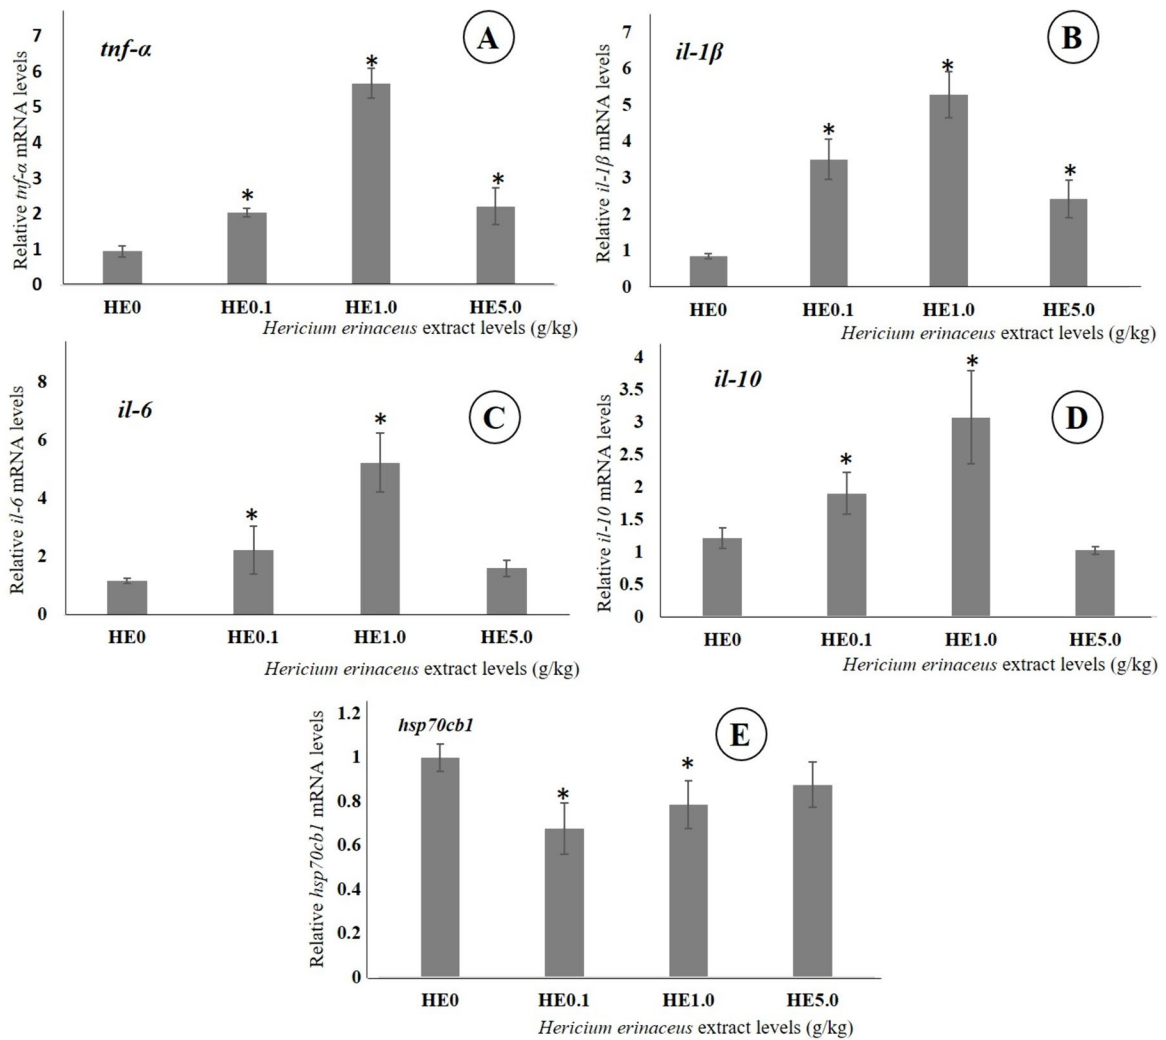 A
tnf-α
Relative tnf-α mRNA levels
7
6
5
4
3
2
1
0
*
*
*
HE0 HE0.1 HE1.0 HE5.0
Hericium erinaceus extract levels (g/kg)
B
il-1β
Relative il-1β mRNA levels
7
6
5
4
3
2
1
0
*
*
*
HE0 HE0.1 HE1.0 HE5.0
Hericium erinaceus extract levels (g/kg)
C
il-6
Relative il-6 mRNA levels
8
6
4
2
0
*
*
HE0 HE0.1 HE1.0 HE5.0
Hericium erinaceus extract levels (g/kg)
D
il-10
Relative il-10 mRNA levels
4
3.5
3
2.5
2
1.5
1
0.5
0
*
*
HE0 HE0.1 HE1.0 HE5.0
Hericium erinaceus extract levels (g/kg)
E
hsp70cb1
Relative hsp70cb1 mRNA levels
1.2
1
0.8
0.6
0.4
0.2
0
*
*
HE0 HE0.1 HE1.0 HE5.0
Hericium erinaceus extract levels (g/kg)